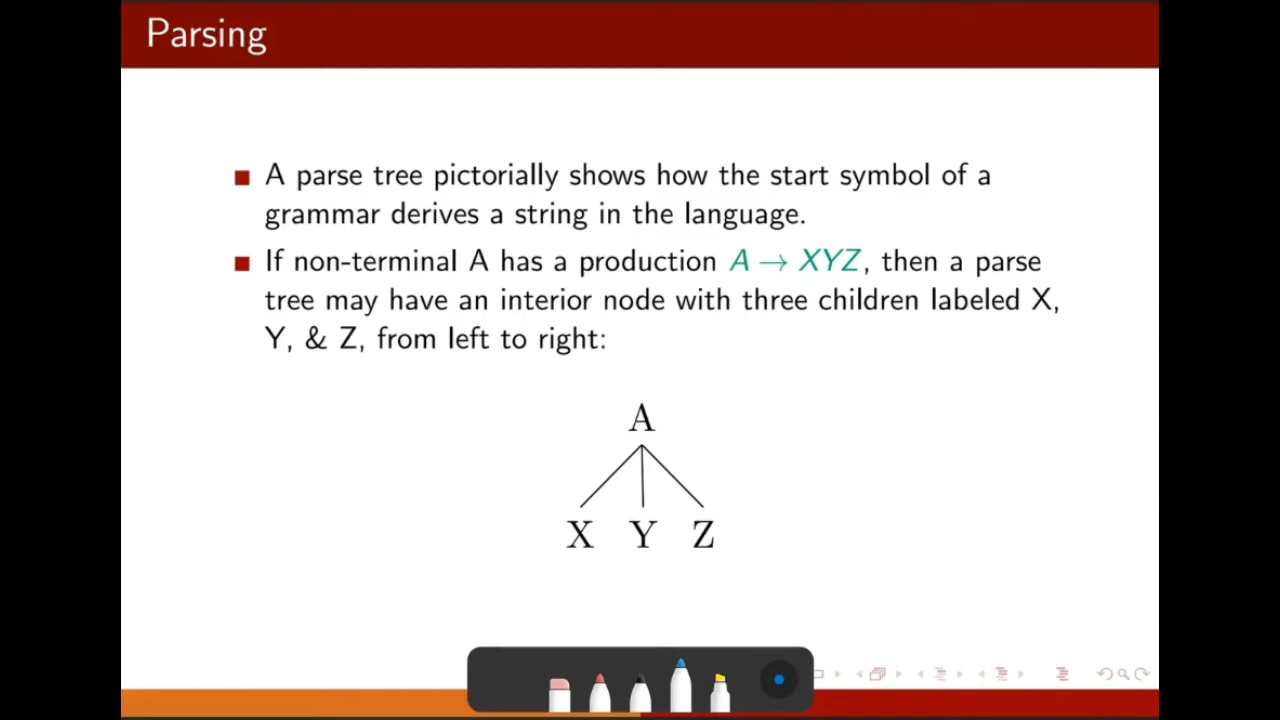 Parsing
A parse tree pictorially shows how the start symbol of a
grammar derives a string in the language.
If non-terminal A has a production A → XYZ, then a parse
tree may have an interior node with three children labeled X,
Y, & Z, from left to right:
A
X Y Z